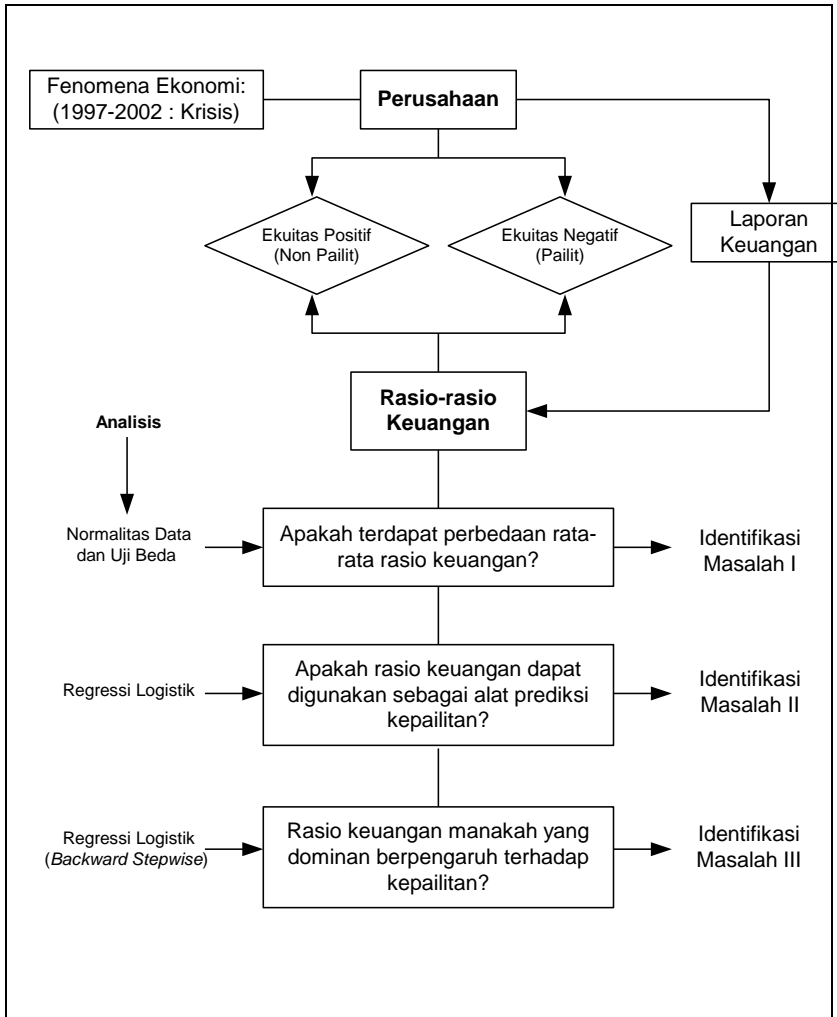 Fenomena Ekonomi:
(1997-2002 : Krisis)
Perusahaan
Ekuitas Positif
(Non Pailit)
Ekuitas Negatif
(Pailit)
Laporan
Keuangan
Rasio-rasio
Keuangan
Analisis
Normalitas Data
dan Uji Beda
Apakah terdapat perbedaan rata-
rata rasio keuangan?
Identifikasi
Masalah I
Regressi Logistik
Apakah rasio keuangan dapat
digunakan sebagai alat prediksi
kepailitan?
Identifikasi
Masalah II
Regressi Logistik
(Backward Stepwise)
Rasio keuangan manakah yang
dominan berpengaruh terhadap
kepailitan?
Identifikasi
Masalah III